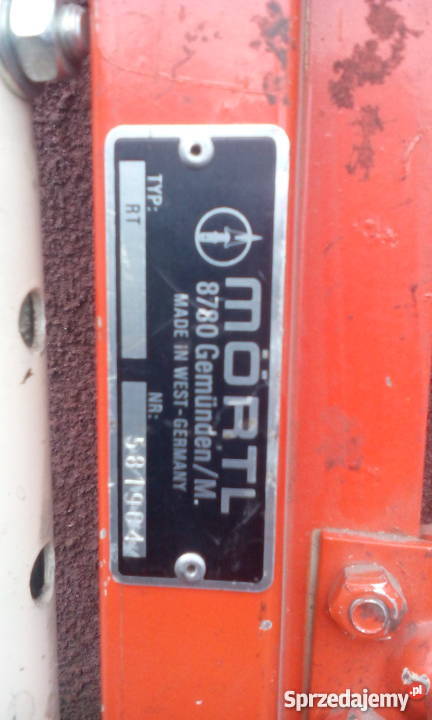 MÖRTL
8780 Gemünden/M.
MADE IN WEST-GERMANY
TYP: NR:
RT 581904
Sprzedajemy.pl